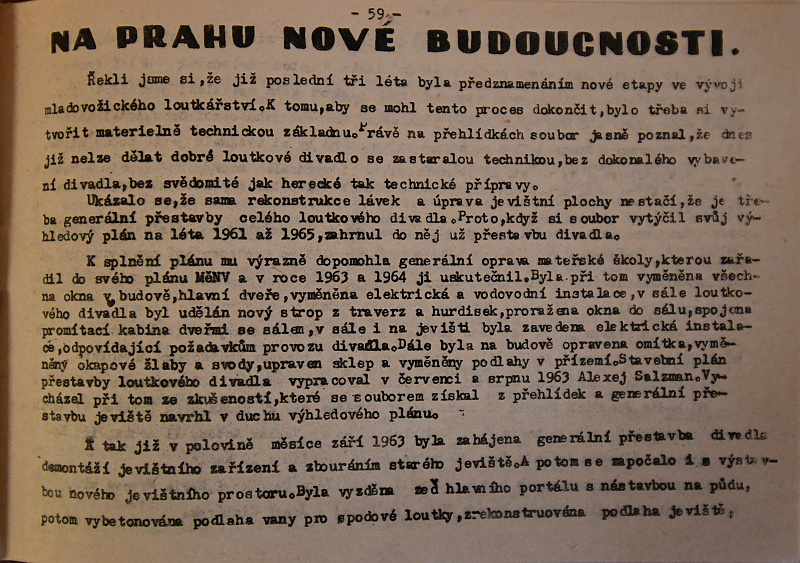 - 59.-
NA PRAHU NOVÉ BUDOUCNOSTI.
Řekli jsme si,že již poslední tři léta byla předznamenáním nové etapy ve vývoji
mladovožického loutkářství.K tomu,aby se mohl tento proces dokončit,bylo třeba si vy-
tvořit materielně technickou základnu.Právě na přehlídkách soubor jasně poznal,že dnes
již nelze dělat dobré loutkové divadlo se zastaralou technikou,bez dokonalého vybave-
ní divadla,bez svědomité jak herecké tak technické přípravy.
Ukázalo se,že sama rekonstrukce lávek a úprava jevištní plochy nestačí,že je tře-
ba generální přestavby celého loutkového divadla.Proto,když si soubor vytýčil svůj vý-
hledový plán na léta 1961 až 1965,zahrnul do něj už přestavbu divadla.
K splnění plánu mu výrazně dopomohla generální oprava mateřské školy,kterou zařa-
dil do svého plánu MěNV a v roce 1963 a 1964 ji uskutečnil.Byla při tom vyměněna všech-
na okna v budově,hlavní dveře,vyměněna elektrická a vodovodní instalace,v sále loutko-
vého divadla byl udělán nový strop z traverz a hurdisek,proražena okna do sálu,spojena
promítací kabina dveřmi se sálem,v sále i na jevišti byla zavedena elektrická instala-
ce,odpovídající požadavkům provozu divadla.Dále byla na budově opravena omítka,vymě-
něny okapové žlaby a svody,upraven sklep a vyměněny podlahy v přízemí.Stavební plán
přestavby loutkového divadla vypracoval v červenci a srpnu 1963 Alexej Salzman.Vy-
cházel při tom ze zkušeností,které se souborem získal z přehlídek a generální pře-
stavbu jeviště navrhl v duchu výhledového plánu.
A tak již v polovině měsíce září 1963 byla zahájena generální přestavba divadla
demontáží jevištního zařízení a zbouráním starého jeviště.A potom se započalo i s výstav-
bou nového jevištního prostoru.Byla vyzděna zeď hlavního portálu s nástavbou na půdu,
potom vybetonována podlaha vany pro spodové loutky,zrekonstruována podlaha jeviště,